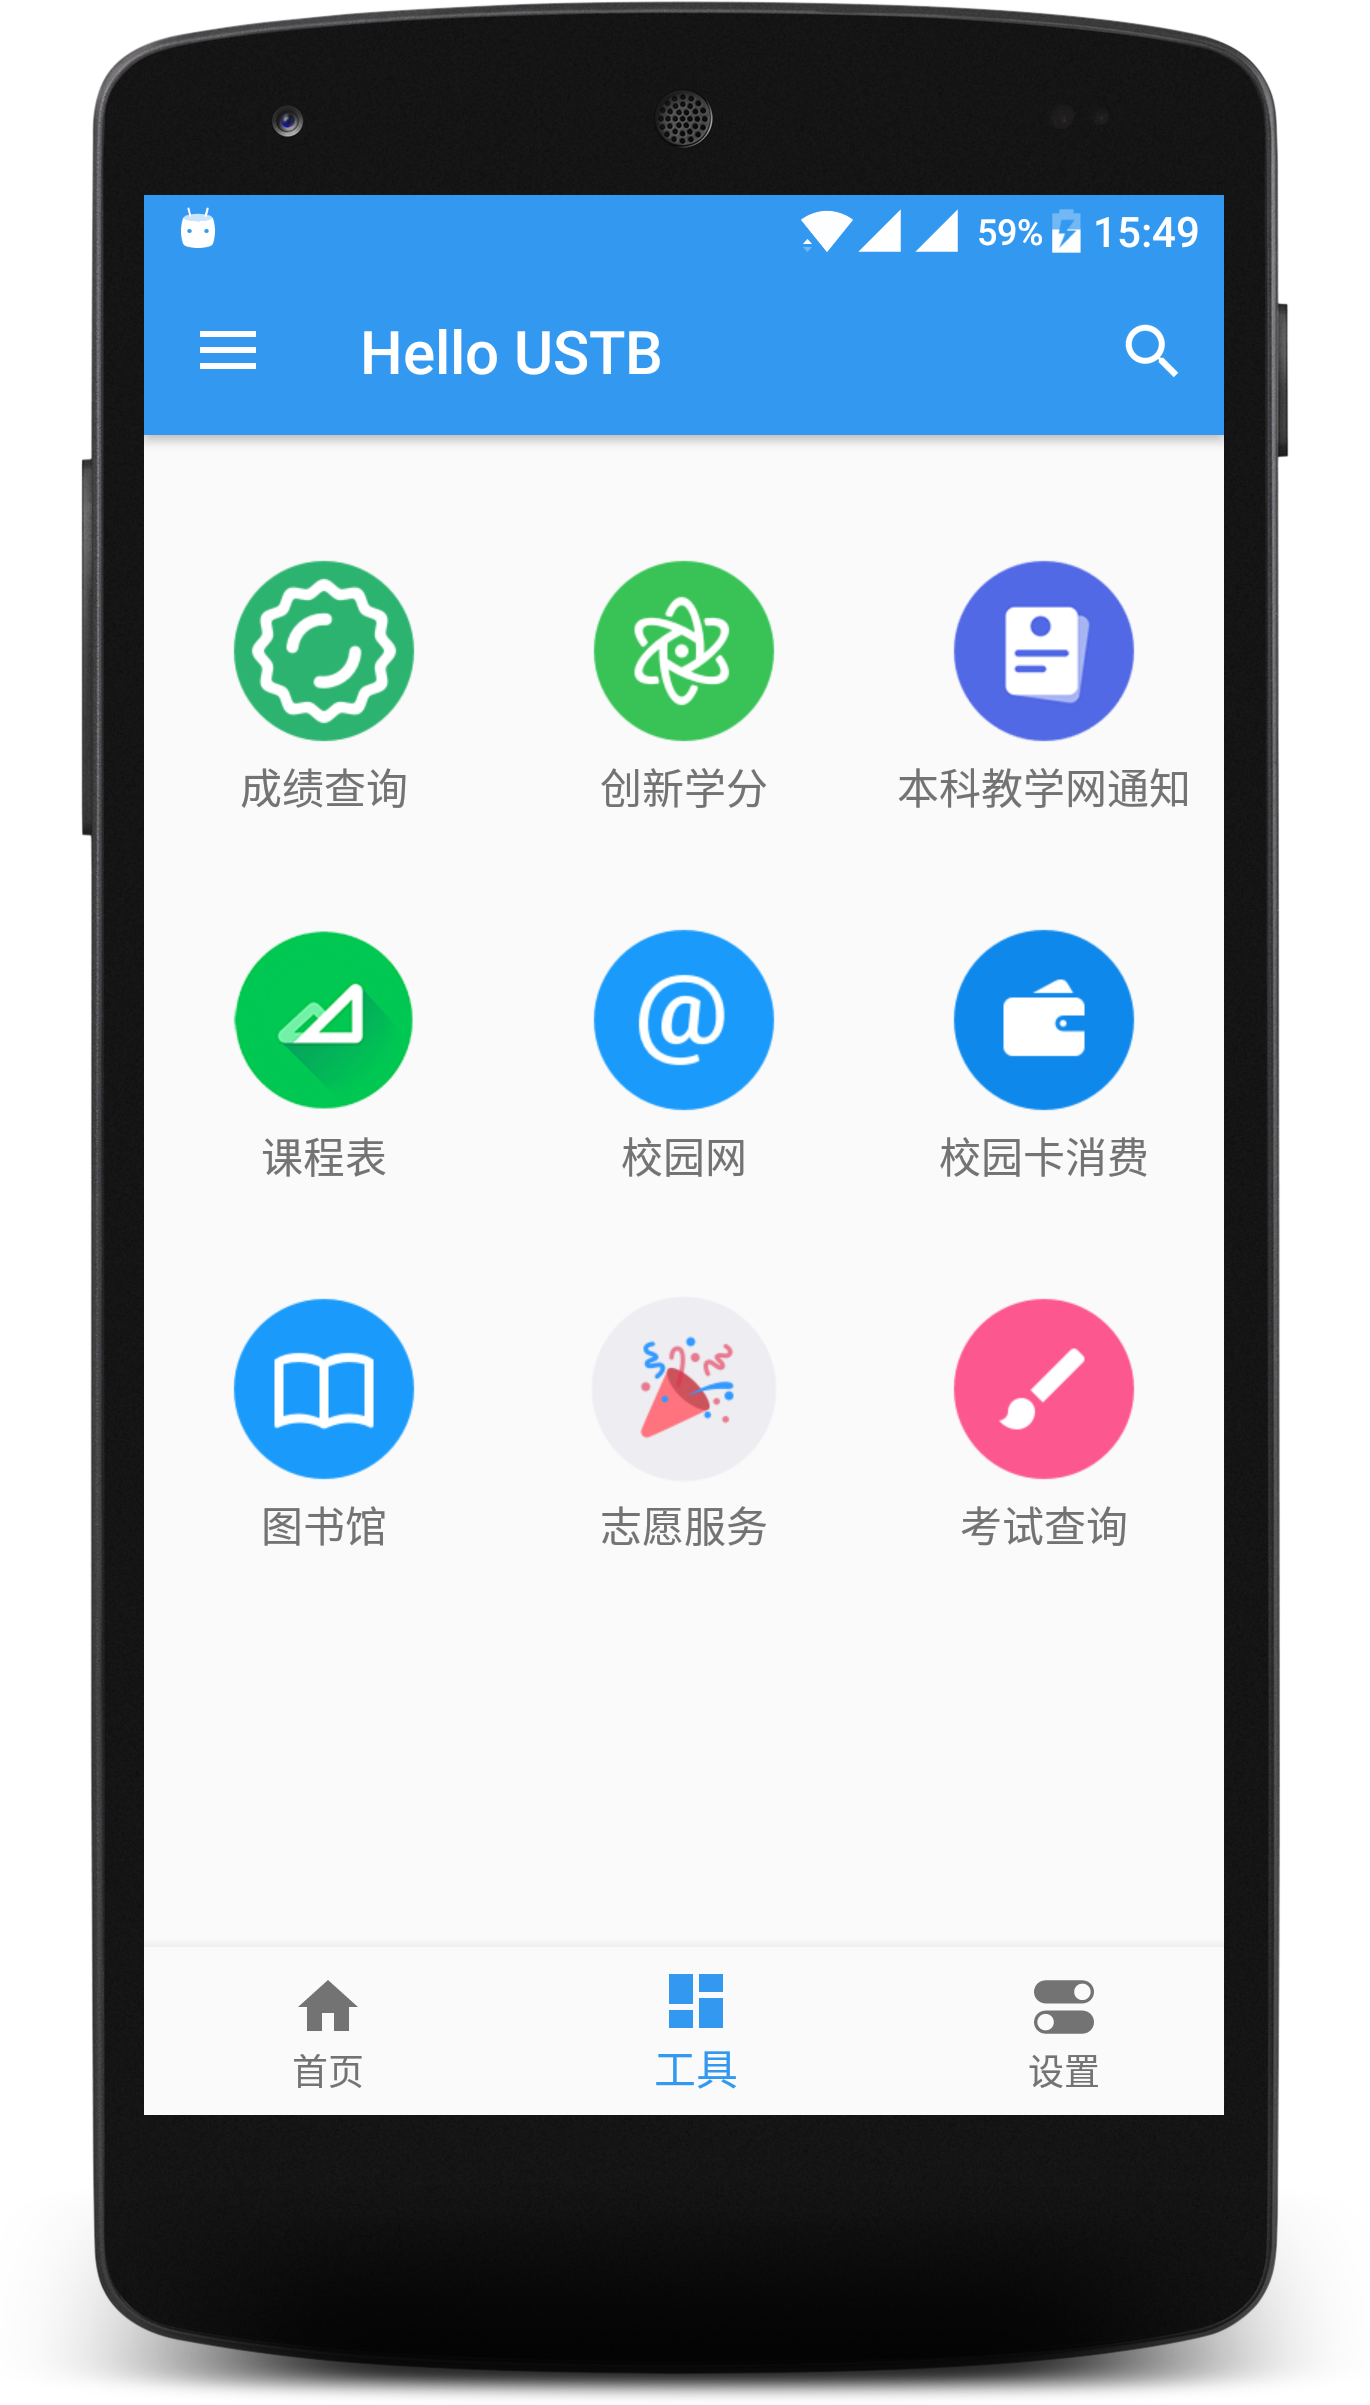 59% 15:49
Hello USTB
成绩查询 创新学分 本科教学网通知
@
课程表 校园网 校园卡消费
图书馆 志愿服务 考试查询
首页 工具 设置